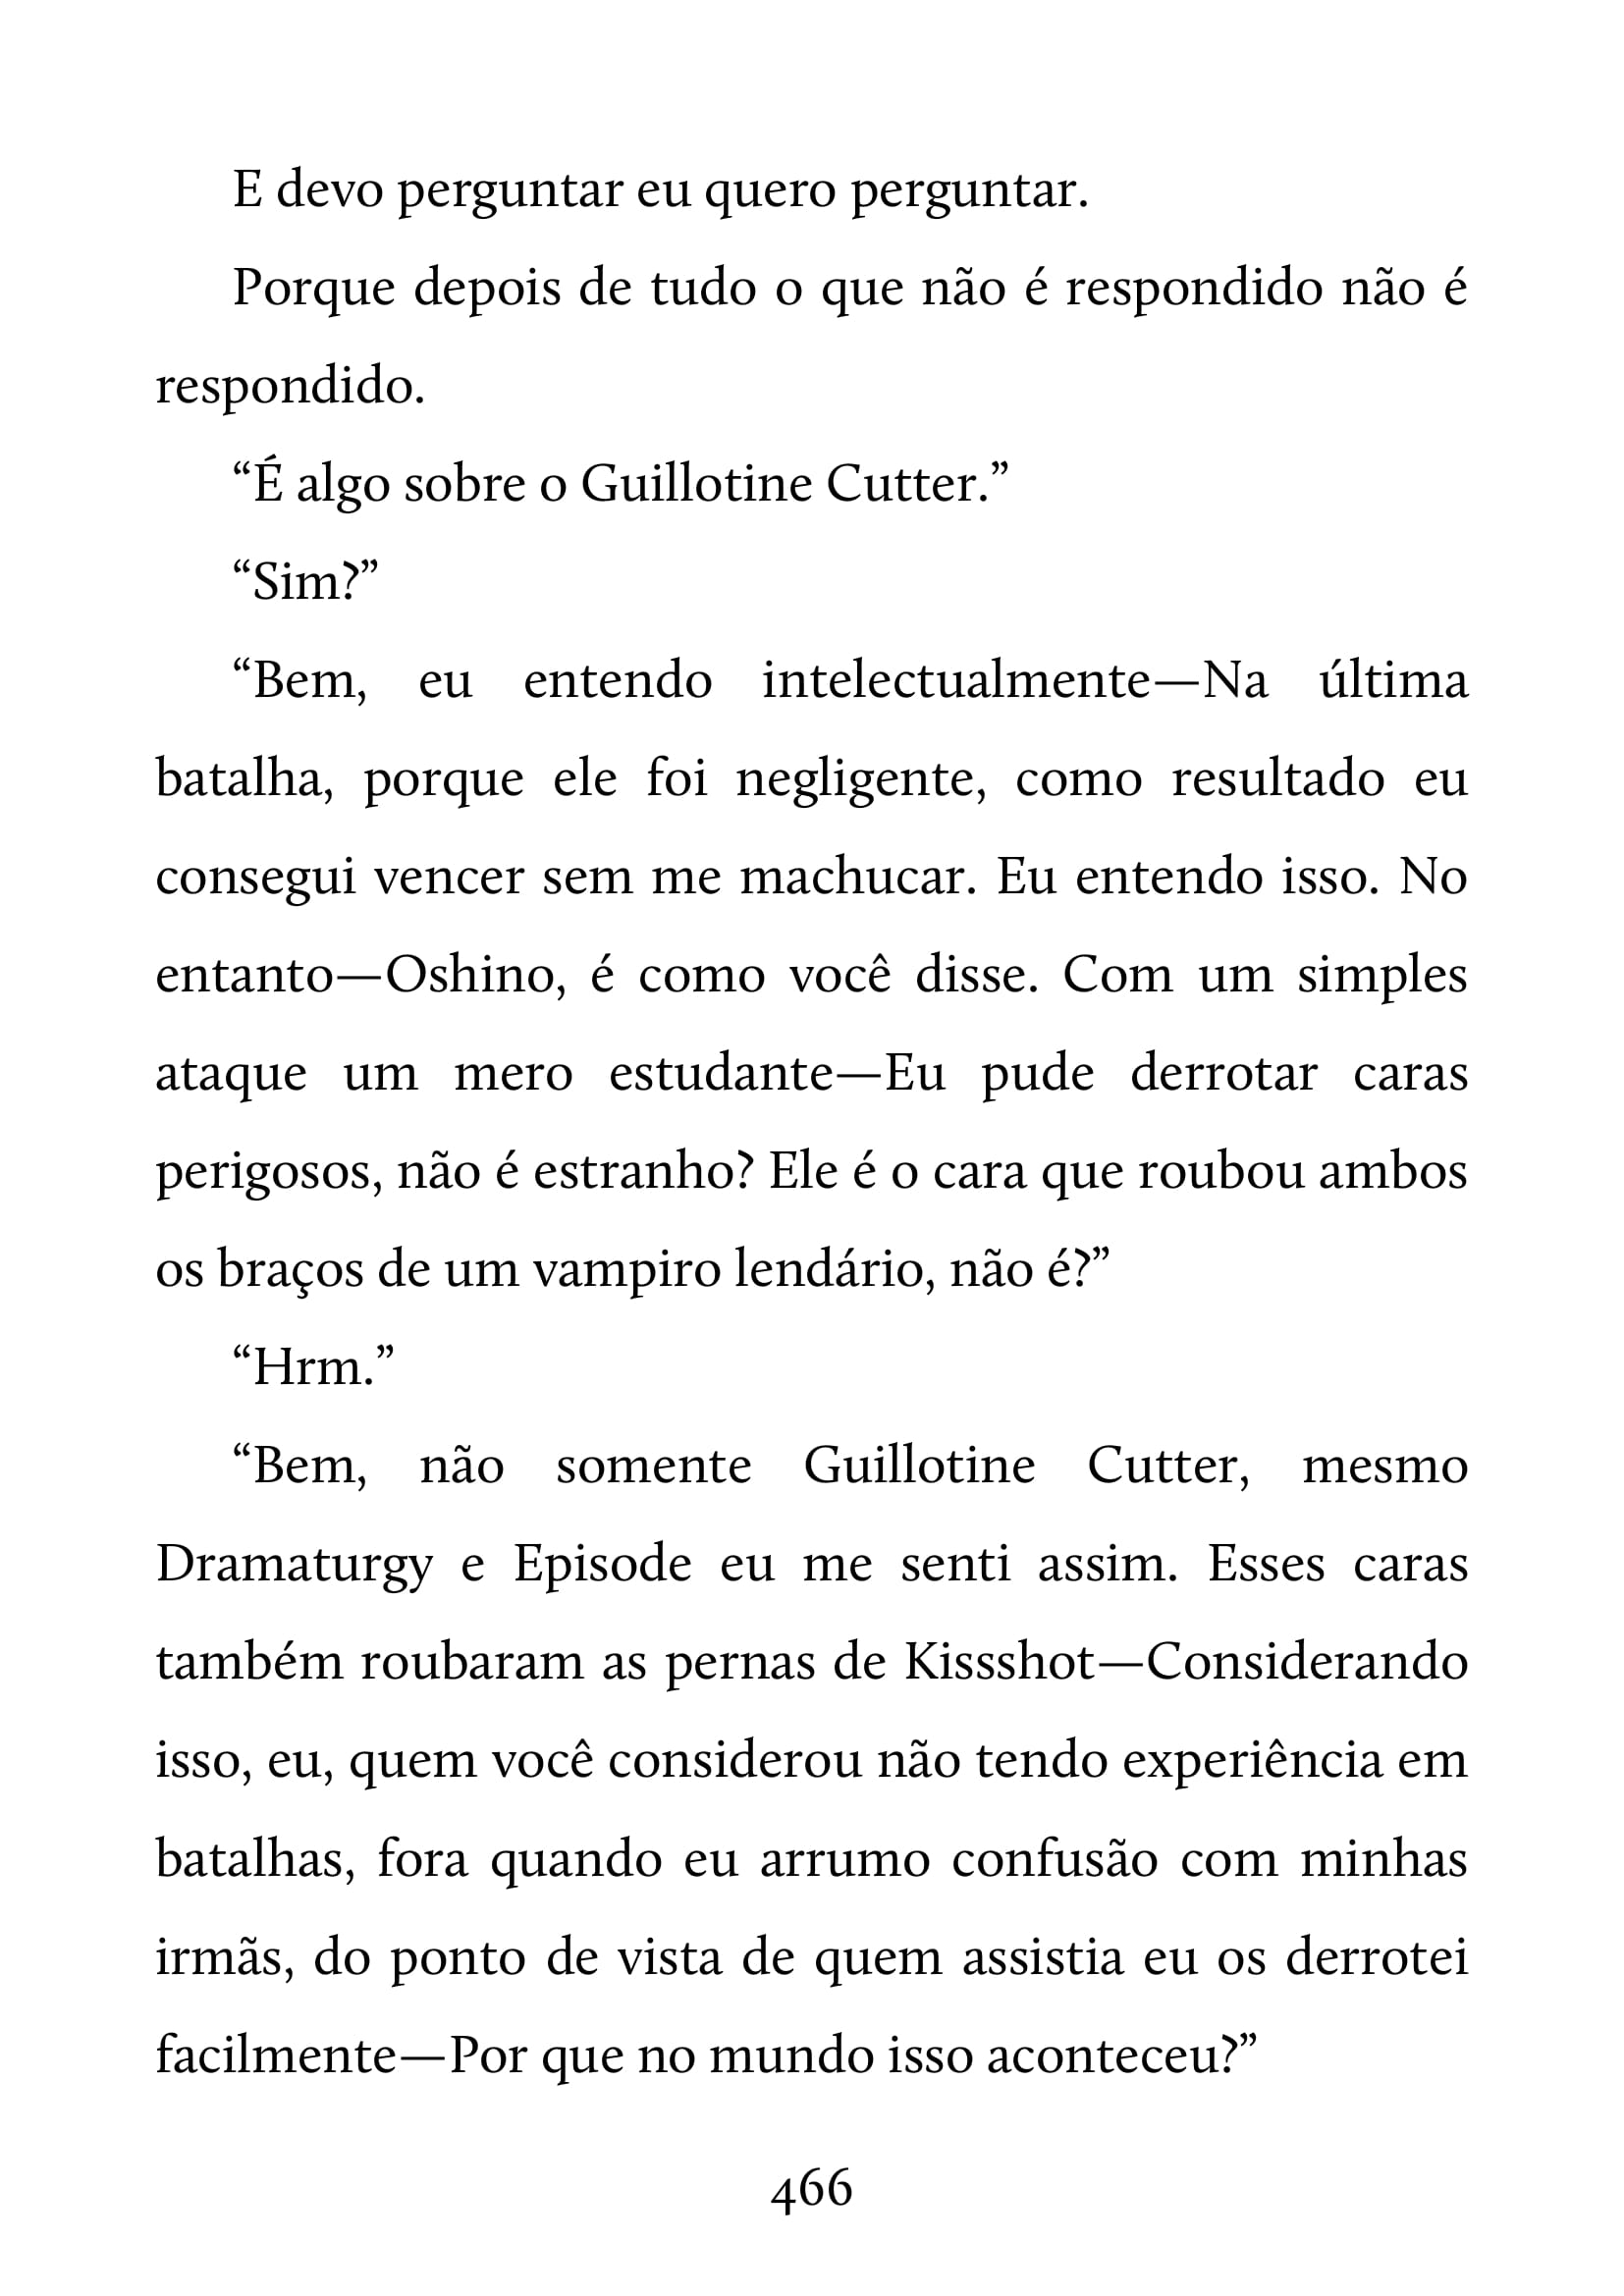 E devo perguntar eu quero perguntar.
Porque depois de tudo o que não é respondido não é
respondido.
“É algo sobre o Guillotine Cutter.”
“Sim?”
“Bem, eu entendo intelectualmente—Na última
batalha, porque ele foi negligente, como resultado eu
consegui vencer sem me machucar. Eu entendo isso. No
entanto—Oshino, é como você disse. Com um simples
ataque um mero estudante—Eu pude derrotar caras
perigosos, não é estranho? Ele é o cara que roubou ambos
os braços de um vampiro lendário, não é?”
“Hrm.”
“Bem, não somente Guillotine Cutter, mesmo
Dramaturgy e Episode eu me senti assim. Esses caras
também roubaram as pernas de Kissshot—Considerando
isso, eu, quem você considerou não tendo experiência em
batalhas, fora quando eu arrumo confusão com minhas
irmãs, do ponto de vista de quem assistia eu os derrotei
facilmente—Por que no mundo isso aconteceu?”
466